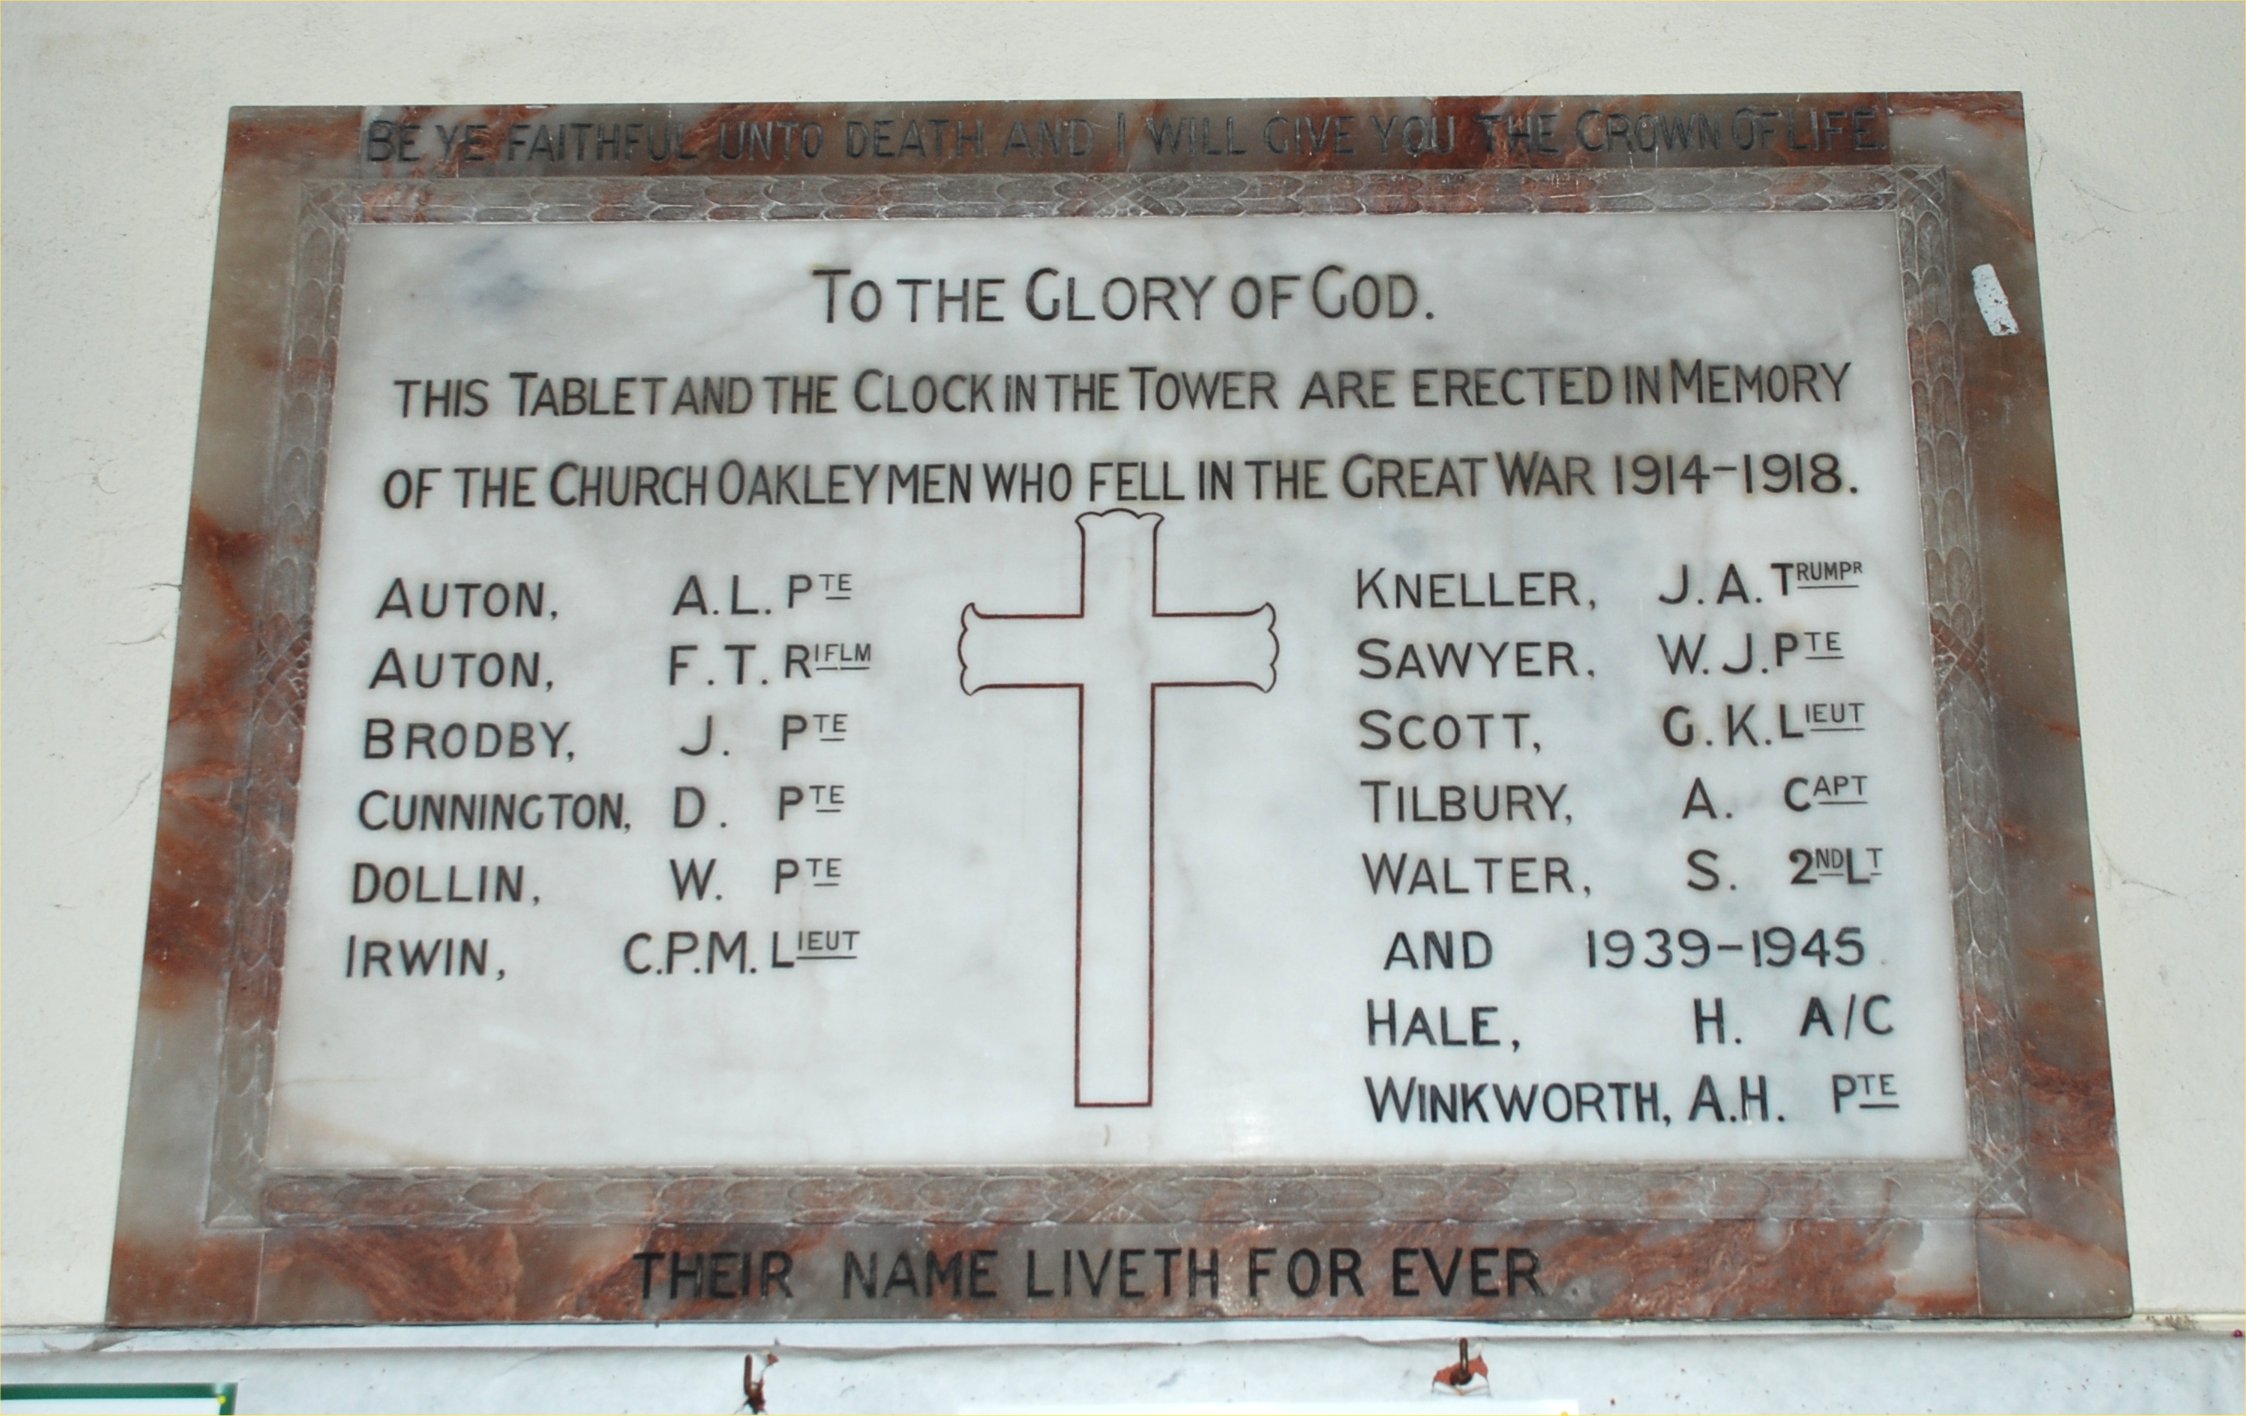 BE YE FAITHFUL UNTO DEATH AND I WILL GIVE YOU THE CROWN OF LIFE.
TO THE GLORY OF GOD.
THIS TABLET AND THE CLOCK IN THE TOWER ARE ERECTED IN MEMORY
OF THE CHURCH OAKLEY MEN WHO FELL IN THE GREAT WAR 1914-1918.
AUTON, A.L. PTE
AUTON, F.T. RIFLM
BRODBY, J. PTE
CUNNINGTON, D. PTE
DOLLIN, W. PTE
IRWIN, C.P.M. LIEUT
KNELLER, J.A. TRUMPR
SAWYER, W.J. PTE
SCOTT, G.K. LIEUT
TILBURY, A. CAPT
WALTER, S. 2ND LT
AND 1939-1945
HALE, H. A/C
WINKWORTH, A.H. PTE
THEIR NAME LIVETH FOR EVER.